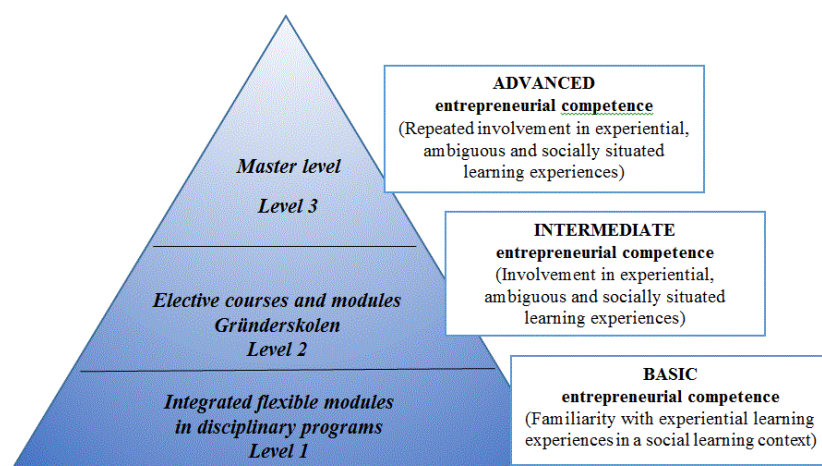 ADVANCED
entrepreneurial competence
(Repeated involvement in experiential,
ambiguous and socially situated
learning experiences)
Master level
Level 3
INTERMEDIATE
entrepreneurial competence
(Involvement in experiential,
ambiguous and socially situated
learning experiences)
Elective courses and modules
Gründerskolen
Level 2
BASIC
entrepreneurial competence
(Familiarity with experiential learning
experiences in a social learning context)
Integrated flexible modules
in disciplinary programs
Level 1